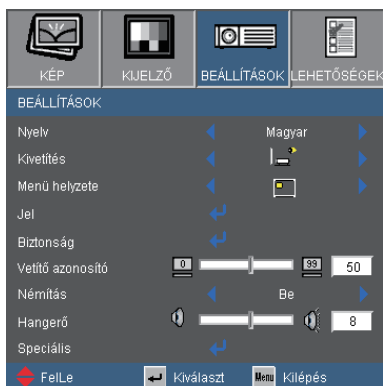 KÉP KIJELZŐ BEÁLLÍTÁSOK LEHETŐSÉGEK
BEÁLLÍTÁSOK
Nyelv Magyar
Kivetítés
Menü helyzete
Jel
Biztonság
Vetítő azonosító 0 99 50
Némítás Be
Hangerő 8
Speciális
FelLe Kiválaszt Menu Kilépés